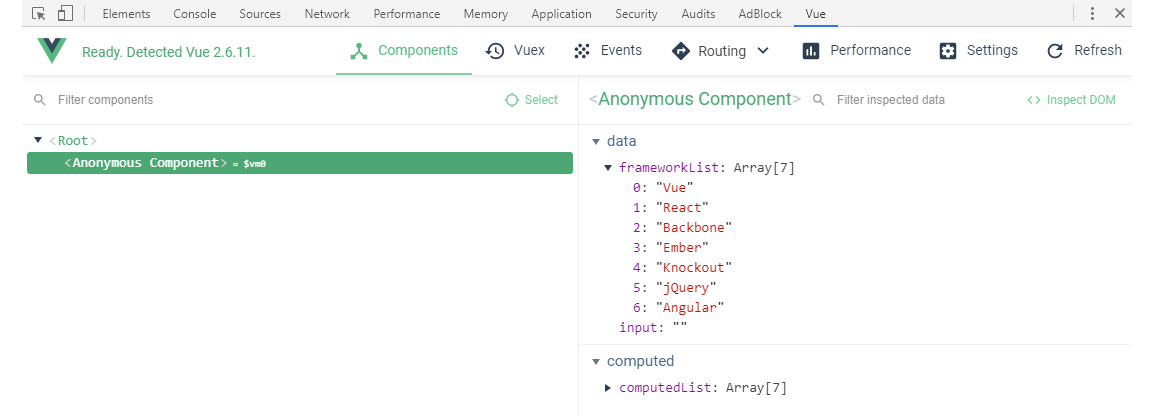 Elements Console Sources Network Performance Memory Application Security Audits AdBlock Vue
Ready. Detected Vue 2.6.11. Components Vuex Events Routing Performance Settings Refresh
Filter components Select
<Root>
<Anonymous Component> = $vm0
<Anonymous Component> Filter inspected data <> Inspect DOM
data
frameworkList: Array[7]
0: "Vue"
1: "React"
2: "Backbone"
3: "Ember"
4: "Knockout"
5: "jQuery"
6: "Angular"
input: ""
computed
computedList: Array[7]